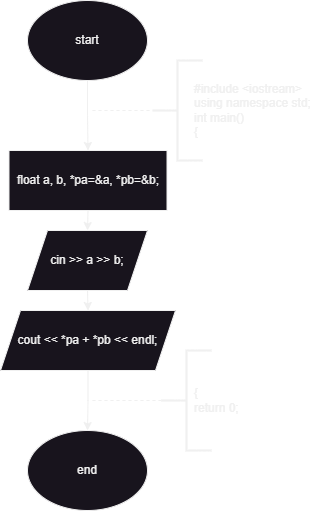 start
#include <iostream>
using namespace std;
int main()
{
float a, b, *pa=&a, *pb=&b;
cin >> a >> b;
cout << *pa + *pb << endl;
{
return 0;
end